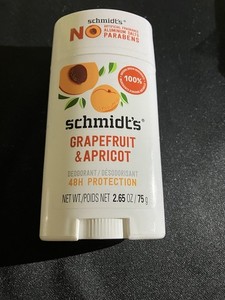 schmidt's®
NO
ARTIFICIAL FRAGRANCE
ALUMINUM SALTS
PARABENS
100%
schmidt's®
GRAPEFRUIT
& APRICOT
DEODORANT / DÉSODORISANT
48H PROTECTION
NET WT./POIDS NET 2.65 OZ/ 75 g